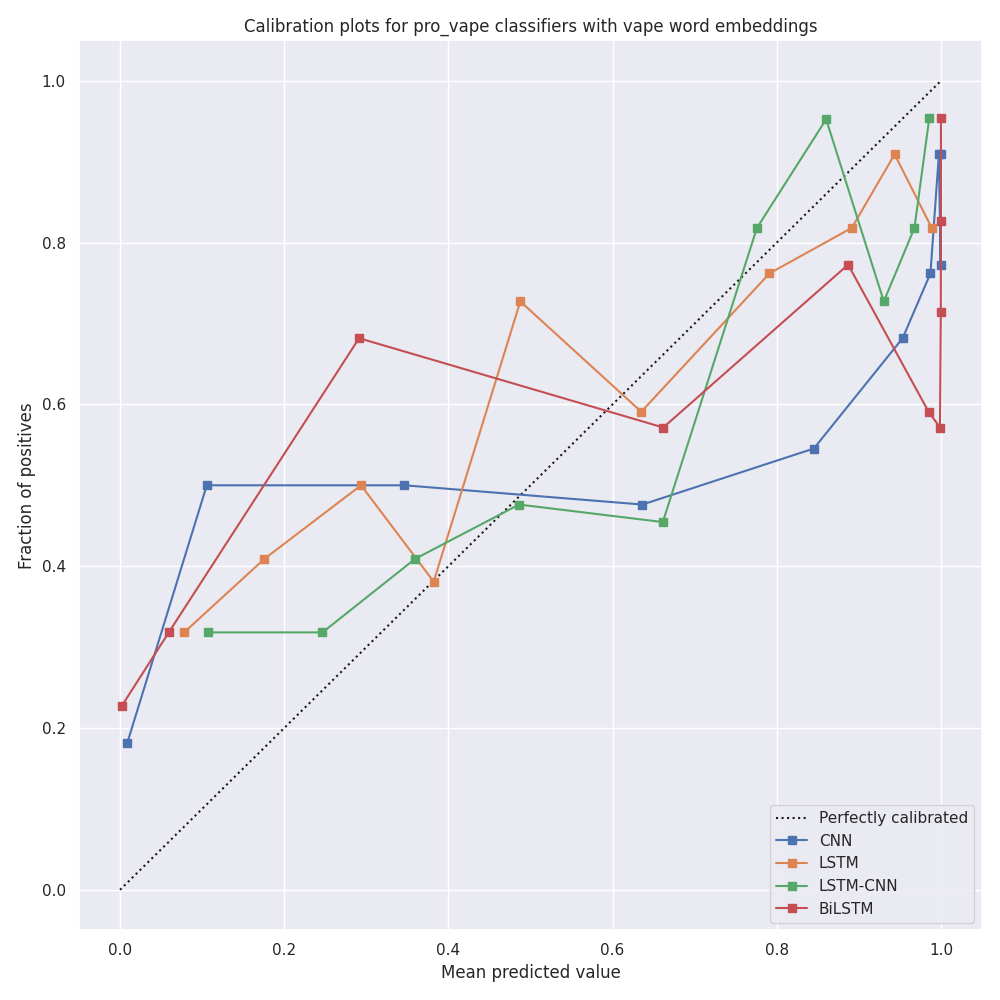 Calibration plots for pro_vape classifiers with vape word embeddings
1.0
0.8
0.6
0.4
0.2
0.0
Fraction of positives
0.0 0.2 0.4 0.6 0.8 1.0
Mean predicted value
Perfectly calibrated
CNN
LSTM
LSTM-CNN
BiLSTM